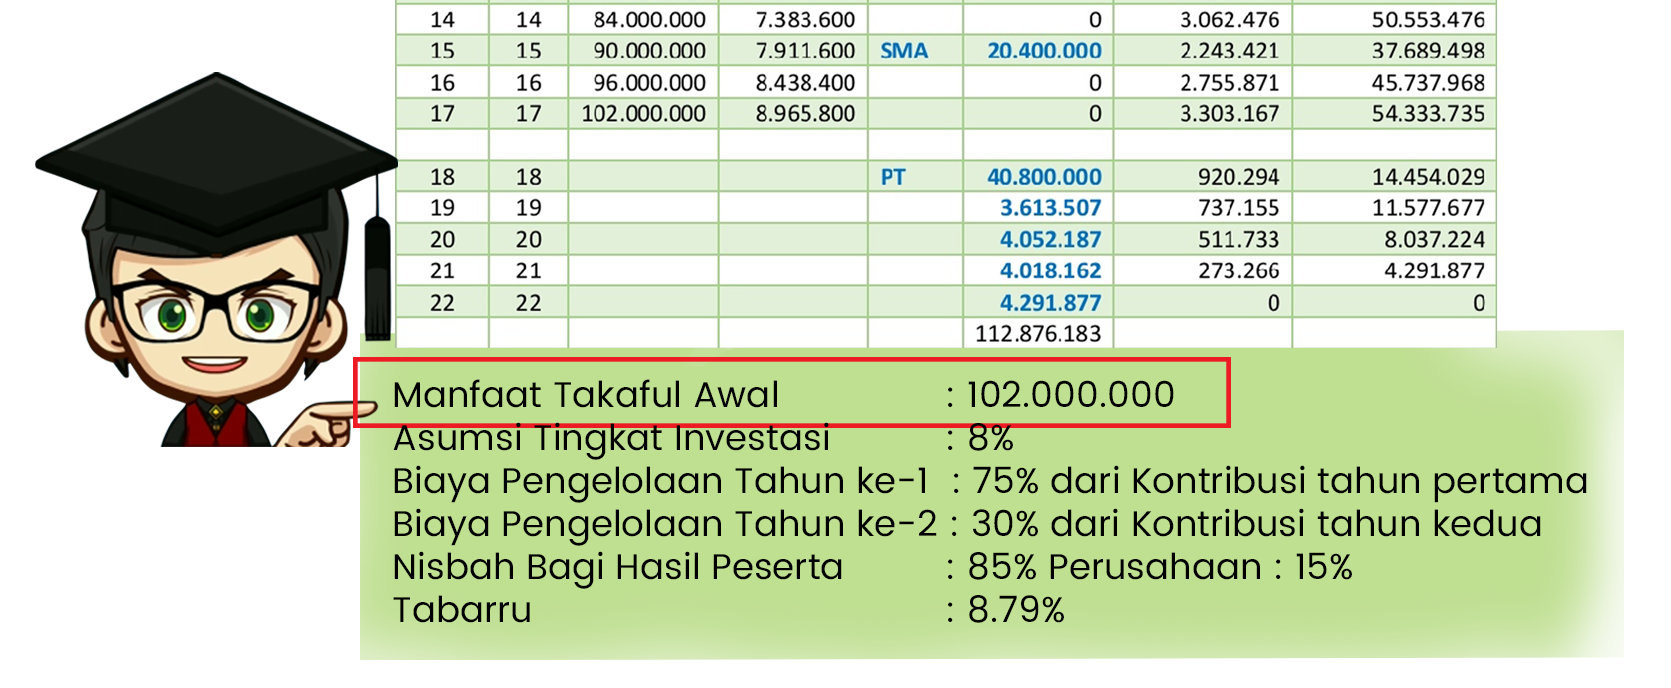 14 14 84.000.000 7.383.600 0 3.062.476 50.553.476
15 15 90.000.000 7.911.600 SMA 20.400.000 2.243.421 37.689.498
16 16 96.000.000 8.438.400 0 2.755.871 45.737.968
17 17 102.000.000 8.965.800 0 3.303.167 54.333.735
18 18 PT 40.800.000 920.294 14.454.029
19 19 3.613.507 737.155 11.577.677
20 20 4.052.187 511.733 8.037.224
21 21 4.018.162 273.266 4.291.877
22 22 4.291.877 0 0
112.876.183
Manfaat Takaful Awal : 102.000.000
Asumsi Tingkat Investasi : 8%
Biaya Pengelolaan Tahun ke-1 : 75% dari Kontribusi tahun pertama
Biaya Pengelolaan Tahun ke-2 : 30% dari Kontribusi tahun kedua
Nisbah Bagi Hasil Peserta : 85% Perusahaan : 15%
Tabarru : 8.79%